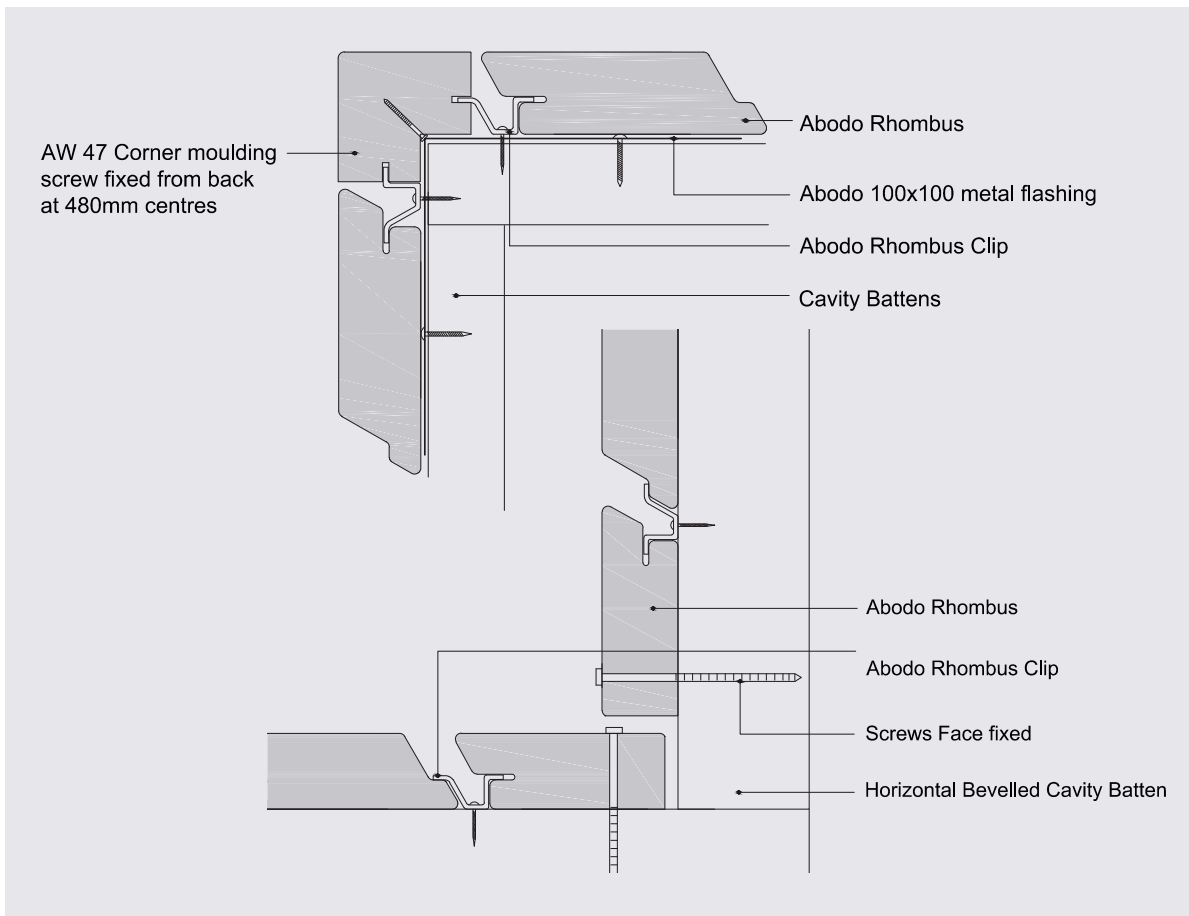 AW 47 Corner moulding
screw fixed from back
at 480mm centres
Abodo Rhombus
Abodo 100x100 metal flashing
Abodo Rhombus Clip
Cavity Battens
Abodo Rhombus
Abodo Rhombus Clip
Screws Face fixed
Horizontal Bevelled Cavity Batten